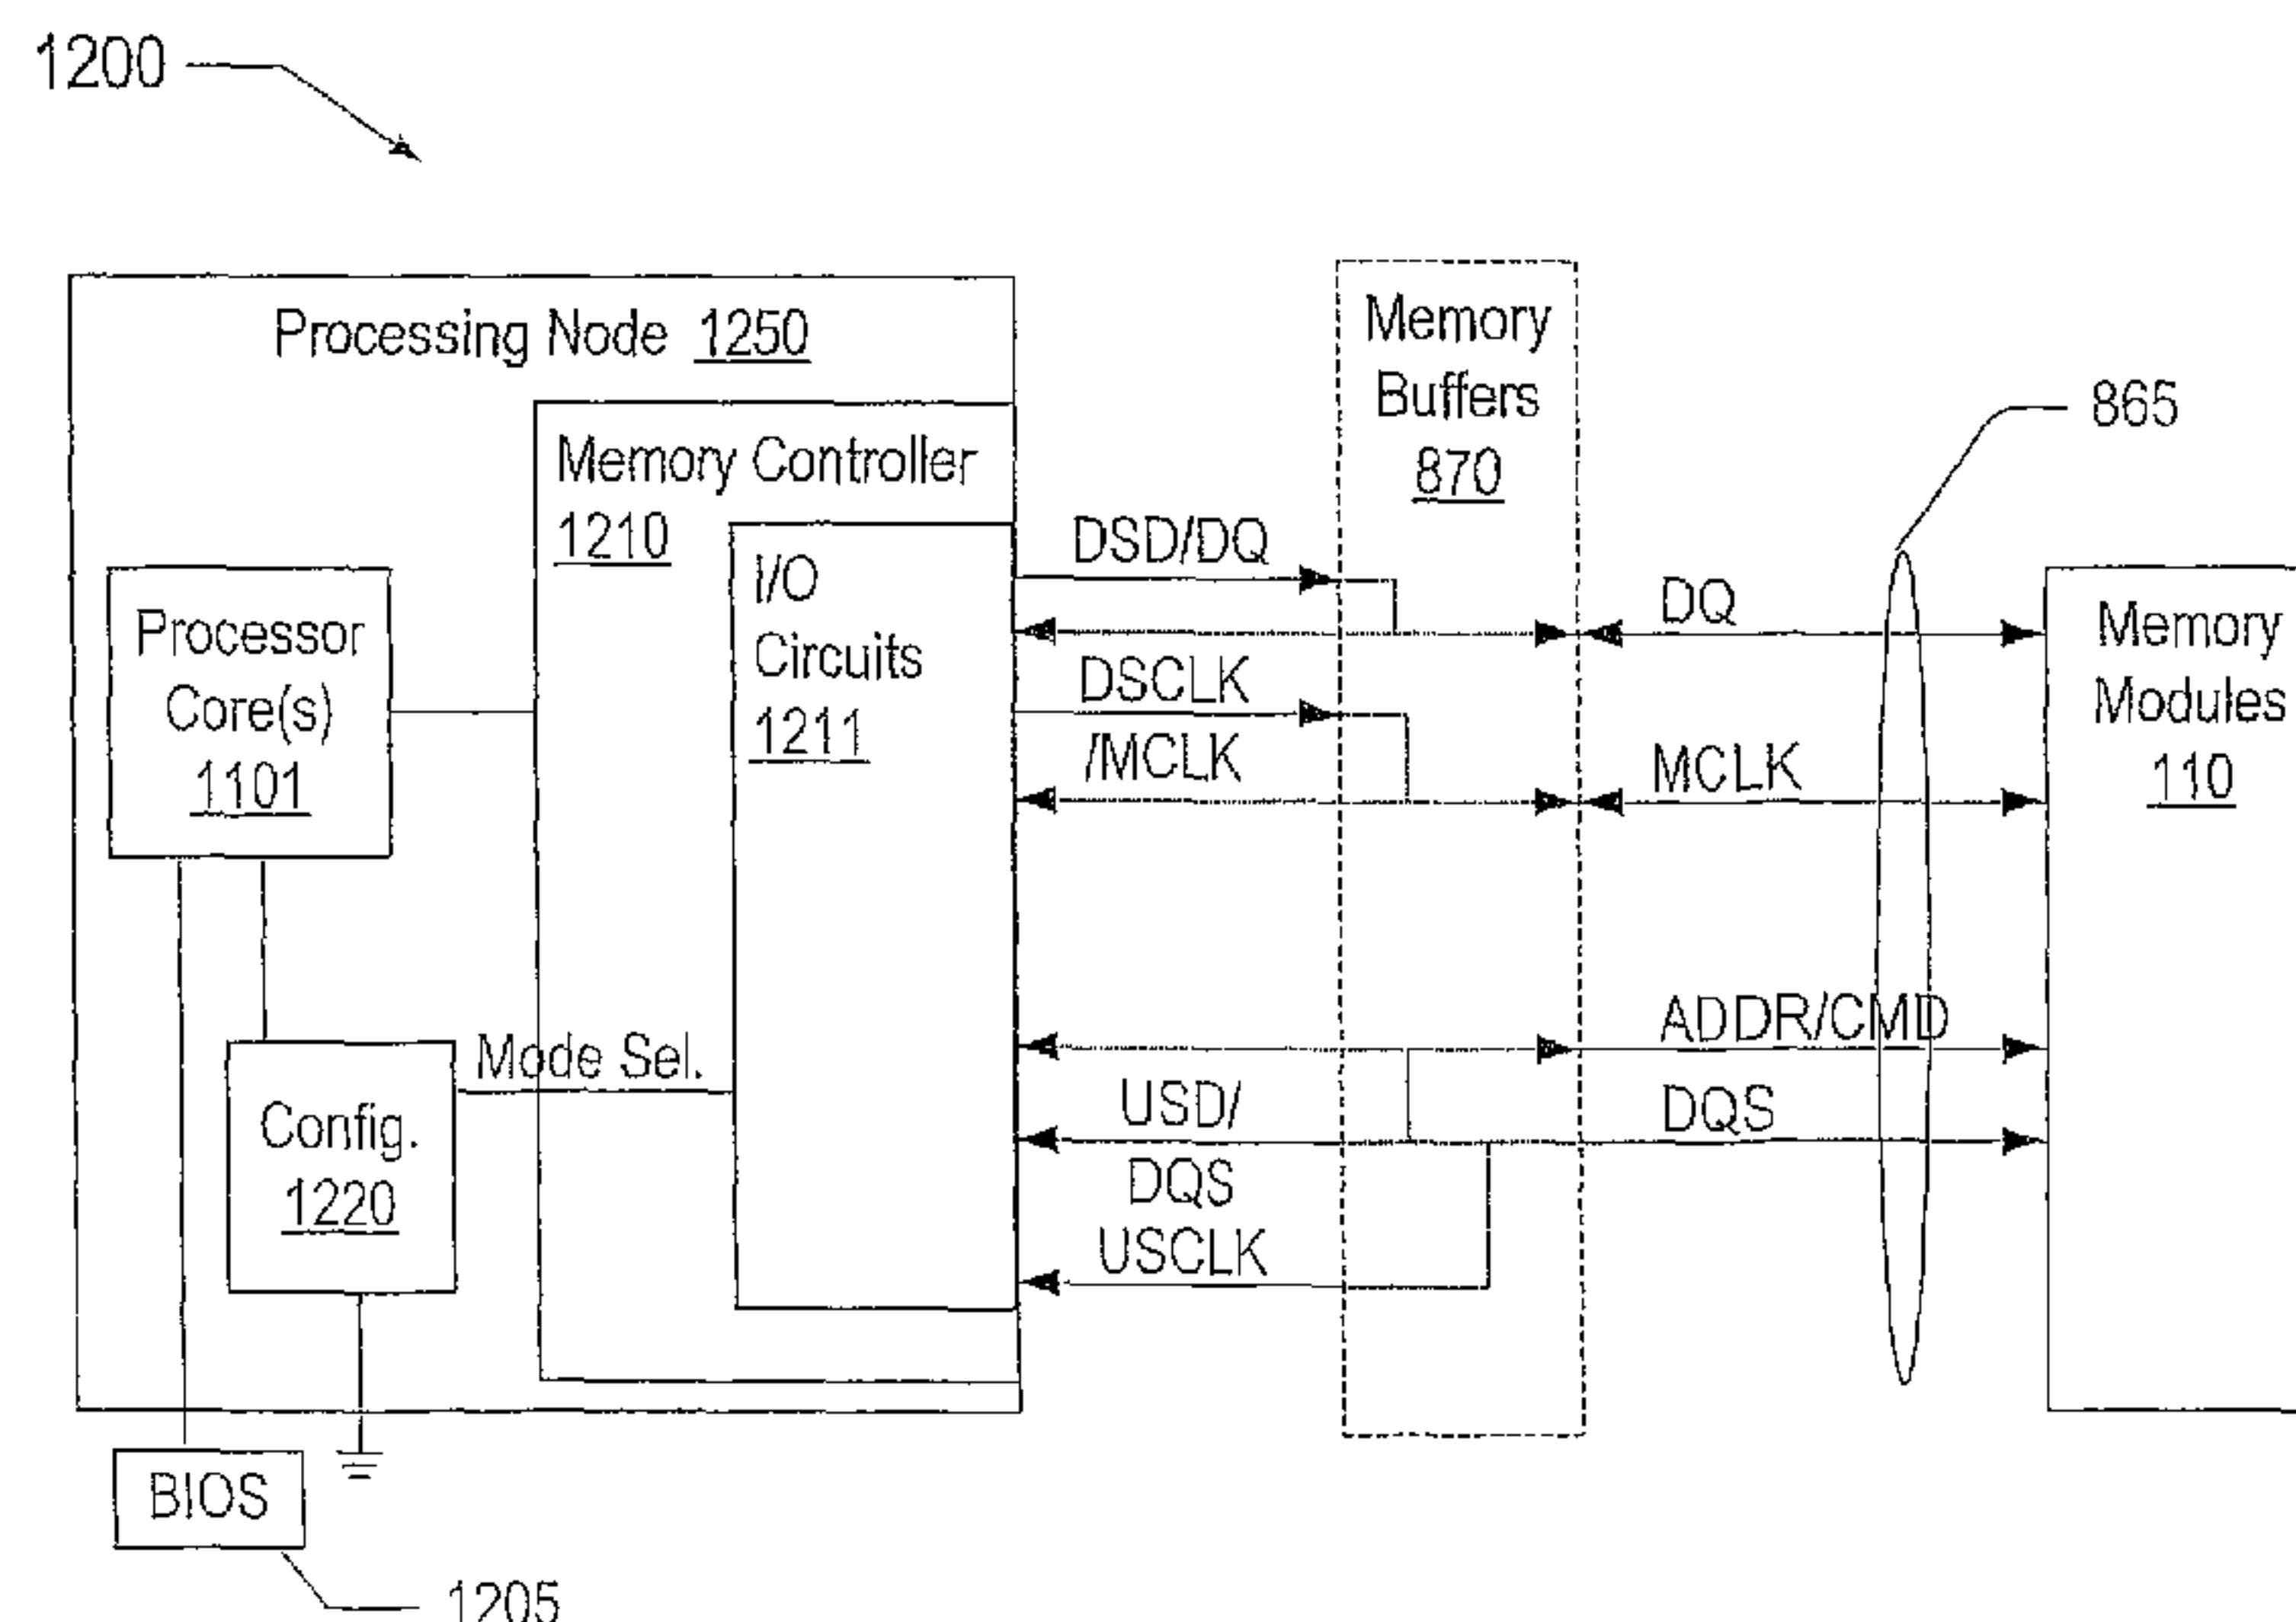 1200
Processing Node 1250
Memory Controller
1210
I/O
Circuits
1211
Processor
Core(s)
1101
Mode Sel.
Config.
1220
BIOS
1205
Memory
Buffers
870
DSD/DQ
DSCLK
/MCLK
USD/
DQS
USCLK
865
DQ
MCLK
ADDR/CMD
DQS
Memory
Modules
110